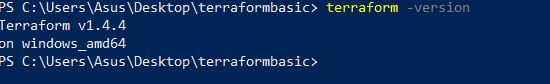 PS C:\Users\Asus\Desktop\terraformbasic> terraform -version
Terraform v1.4.4
on windows_amd64
PS C:\Users\Asus\Desktop\terraformbasic>